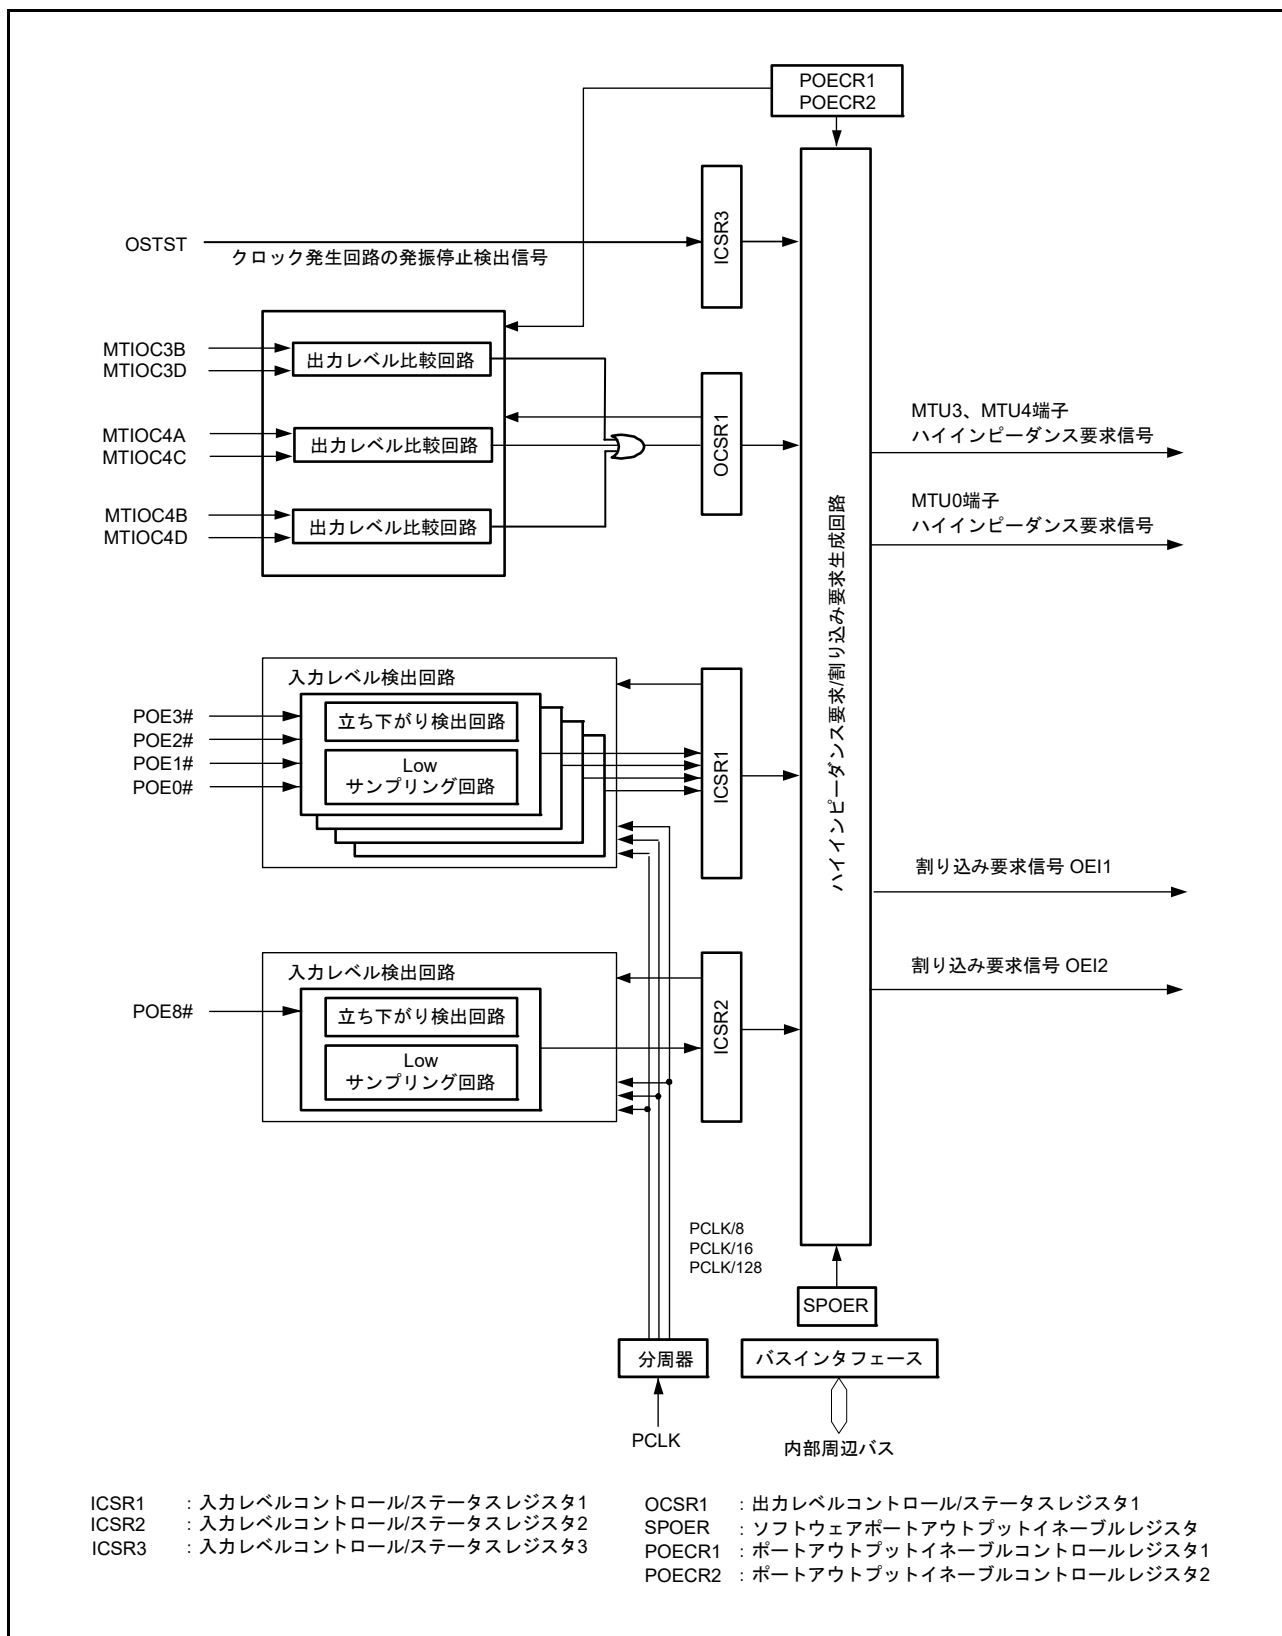 POECR1
POECR2
ICSR3
OSTST
クロック発生回路の発振停止検出信号
MTIOC3B
MTIOC3D
出力レベル比較回路
MTIOC4A
MTIOC4C
出力レベル比較回路
MTIOC4B
MTIOC4D
出力レベル比較回路
OCSR1
ハイインピーダンス要求/割り込み要求生成回路
MTU3、MTU4端子
ハイインピーダンス要求信号
MTU0端子
ハイインピーダンス要求信号
入力レベル検出回路
POE3#
POE2#
POE1#
POE0#
立ち下がり検出回路
Low
サンプリング回路
ICSR1
割り込み要求信号 OEI1
入力レベル検出回路
POE8#
立ち下がり検出回路
Low
サンプリング回路
ICSR2
割り込み要求信号 OEI2
PCLK/8
PCLK/16
PCLK/128
SPOER
分周器
バスインタフェース
PCLK
内部周辺バス
ICSR1 : 入力レベルコントロール/ステータスレジスタ1
ICSR2 : 入力レベルコントロール/ステータスレジスタ2
ICSR3 : 入力レベルコントロール/ステータスレジスタ3
OCSR1 : 出力レベルコントロール/ステータスレジスタ1
SPOER : ソフトウェアポートアウトプットイネーブルレジスタ
POECR1 : ポートアウトプットイネーブルコントロールレジスタ1
POECR2 : ポートアウトプットイネーブルコントロールレジスタ2